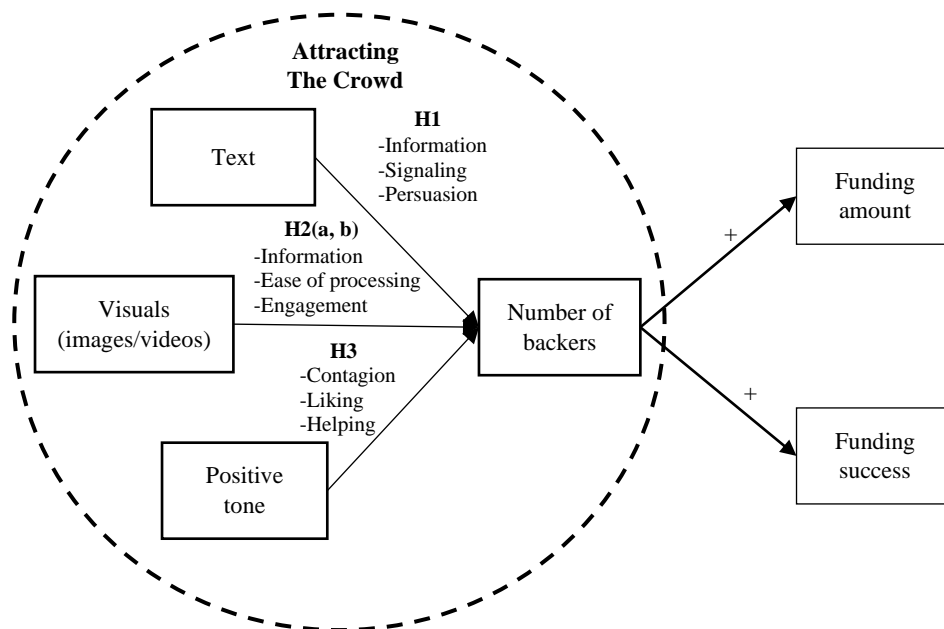 Attracting
The Crowd
Text
H1
-Information
-Signaling
-Persuasion
H2(a, b)
-Information
-Ease of processing
-Engagement
Visuals
(images/videos)
H3
-Contagion
-Liking
-Helping
Positive
tone
Number of
backers
+
Funding
amount
+
Funding
success